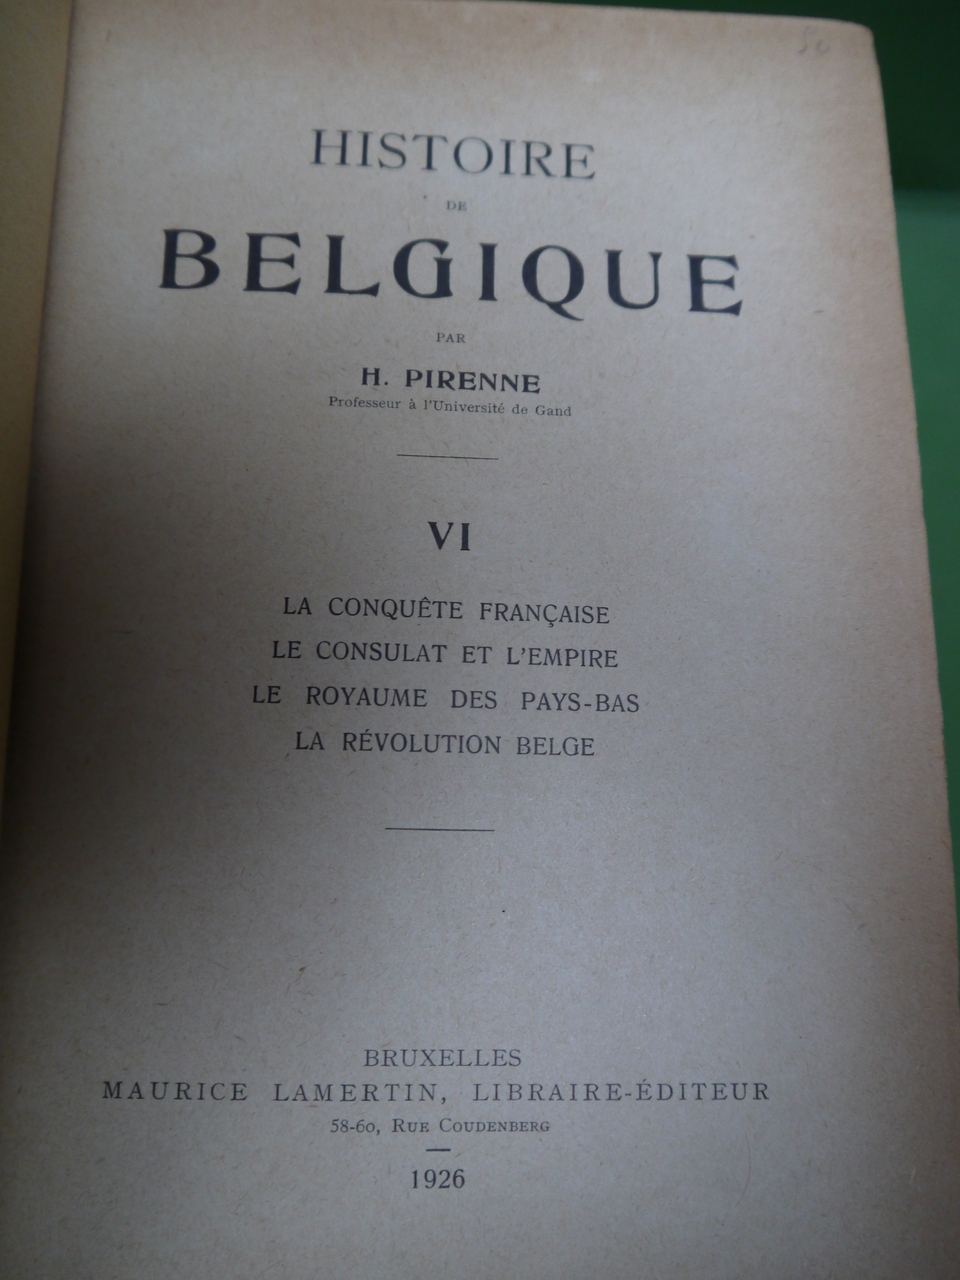 HISTOIRE
DE
BELGIQUE
PAR
H. PIRENNE
Professeur à l'Université de Gand
VI
LA CONQUÊTE FRANÇAISE
LE CONSULAT ET L'EMPIRE
LE ROYAUME DES PAYS-BAS
LA RÉVOLUTION BELGE
BRUXELLES
MAURICE LAMERTIN, LIBRAIRE-ÉDITEUR
58-60, RUE COUDENBERG
1926